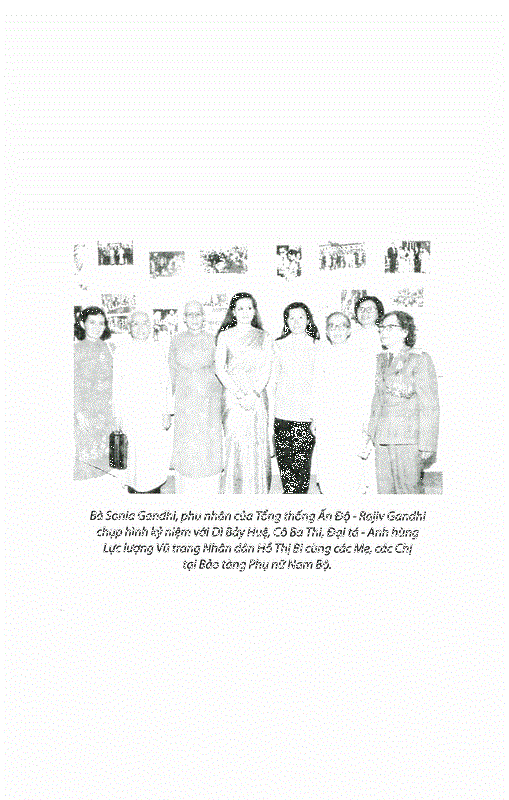 Bà Sonia Gandhi, phu nhân của Tổng thống Ấn Độ - Rajiv Gandhi
chụp hình kỷ niệm với Dì Bảy Huệ, Cô Ba Thi, Đại tá - Anh hùng
Lực lượng Vũ trang Nhân dân Hồ Thị Bi cùng các Mẹ, các Chị
tại Bảo tàng Phụ nữ Nam Bộ.